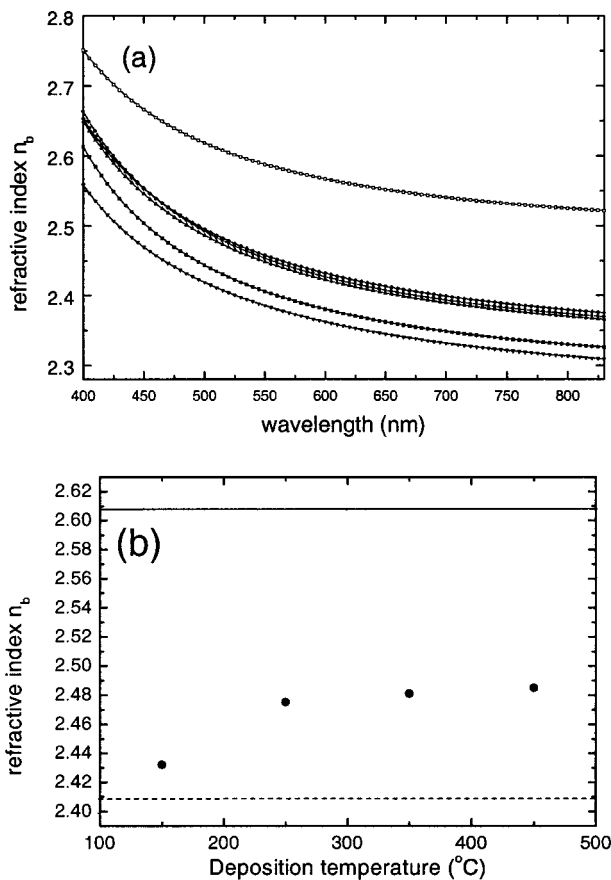 (a)
refractive index n_b
2.8
2.7
2.6
2.5
2.4
2.3
400 450 500 550 600 650 700 750 800
wavelength (nm)
(b)
refractive index n_b
2.62
2.60
2.58
2.56
2.54
2.52
2.50
2.48
2.46
2.44
2.42
2.40
100 200 300 400 500
Deposition temperature (°C)